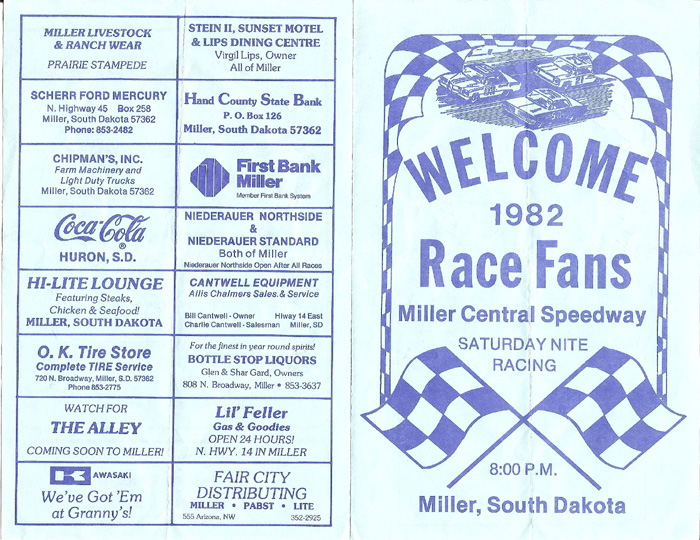 MILLER LIVESTOCK
& RANCH WEAR
PRAIRIE STAMPEDE
STEIN II, SUNSET MOTEL
& LIPS DINING CENTRE
Virgil Lips, Owner
All of Miller
SCHERR FORD MERCURY
N. Highway 45 Box 258
Miller, South Dakota 57362
Phone: 853-2482
Hand County State Bank
P. O. Box 126
Miller, South Dakota 57362
CHIPMAN'S, INC.
Farm Machinery and
Light Duty Trucks
Miller, South Dakota 57362
First Bank
Miller
Member First Bank System
Coca-Cola
®
HURON, S.D.
NIEDERAUER NORTHSIDE
&
NIEDERAUER STANDARD
Both of Miller
Niederauer Northside Open After All Races
HI-LITE LOUNGE
Featuring Steaks,
Chicken & Seafood!
MILLER, SOUTH DAKOTA
CANTWELL EQUIPMENT
Allis Chalmers Sales & Service
Bill Cantwell - Owner Hiway 14 East
Charlie Cantwell - Salesman Miller, SD
O. K. Tire Store
Complete TIRE Service
720 N. Broadway, Miller, S.D. 57362
Phone 853-2775
For the finest in year round spirits!
BOTTLE STOP LIQUORS
Glen & Shar Gard, Owners
808 N. Broadway, Miller • 853-3637
WATCH FOR
THE ALLEY
COMING SOON TO MILLER!
Lil' Feller
Gas & Goodies
OPEN 24 HOURS!
N. HWY. 14 IN MILLER
KAWASAKI
We've Got 'Em
at Granny's!
FAIR CITY
DISTRIBUTING
MILLER • PABST • LITE
555 Arizona, NW 352-2925
WELCOME
1982
Race Fans
Miller Central Speedway
SATURDAY NITE
RACING
8:00 P.M.
Miller, South Dakota